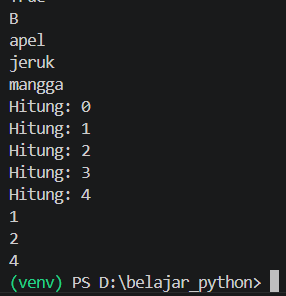 True
B
apel
jeruk
mangga
Hitung: 0
Hitung: 1
Hitung: 2
Hitung: 3
Hitung: 4
1
2
4
(venv) PS D:\belajar_python>